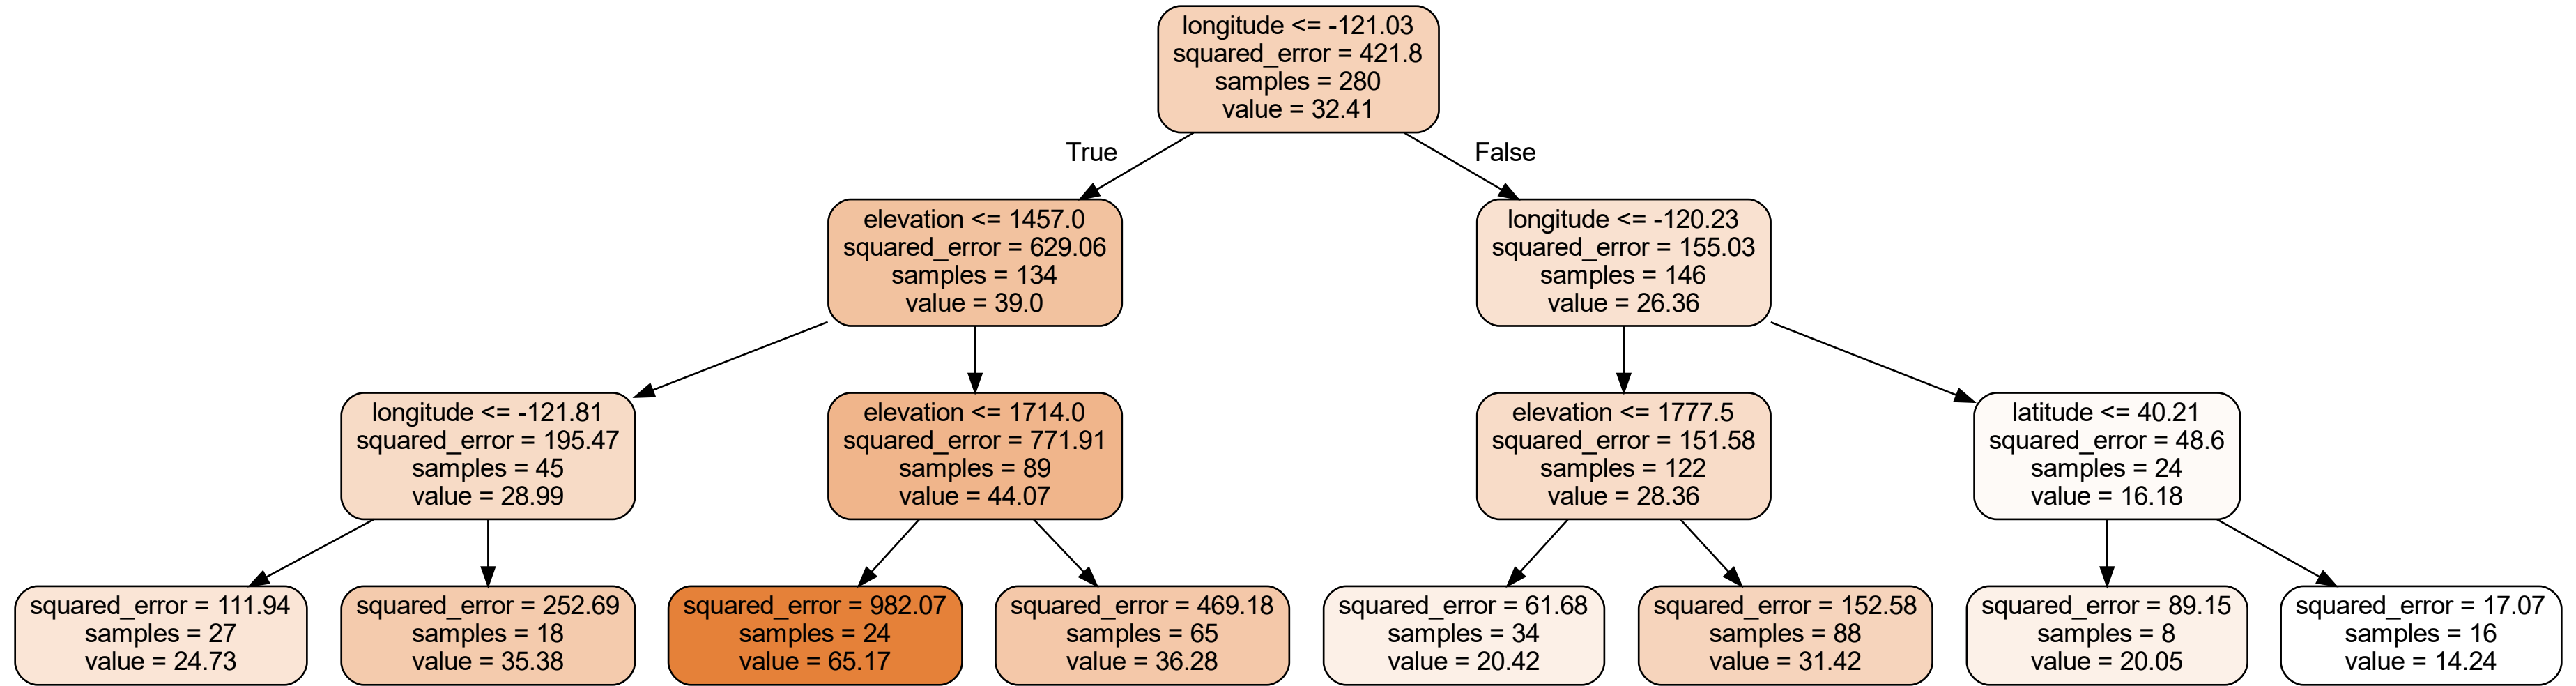 longitude <= -121.03
squared_error = 421.8
samples = 280
value = 32.41
True
False
elevation <= 1457.0
squared_error = 629.06
samples = 134
value = 39.0
longitude <= -120.23
squared_error = 155.03
samples = 146
value = 26.36
longitude <= -121.81
squared_error = 195.47
samples = 45
value = 28.99
elevation <= 1714.0
squared_error = 771.91
samples = 89
value = 44.07
elevation <= 1777.5
squared_error = 151.58
samples = 122
value = 28.36
latitude <= 40.21
squared_error = 48.6
samples = 24
value = 16.18
squared_error = 111.94
samples = 27
value = 24.73
squared_error = 252.69
samples = 18
value = 35.38
squared_error = 982.07
samples = 24
value = 65.17
squared_error = 469.18
samples = 65
value = 36.28
squared_error = 61.68
samples = 34
value = 20.42
squared_error = 152.58
samples = 88
value = 31.42
squared_error = 89.15
samples = 8
value = 20.05
squared_error = 17.07
samples = 16
value = 14.24